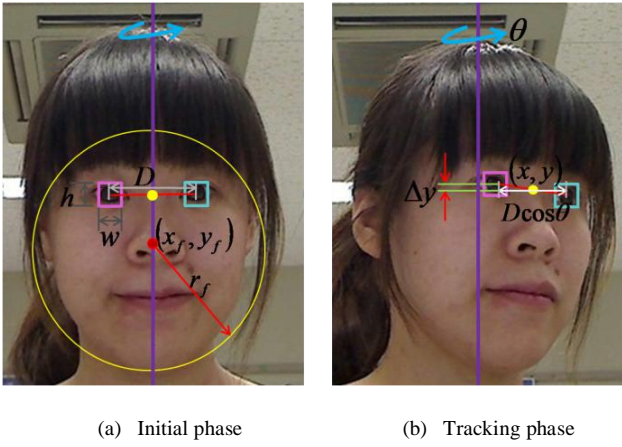 D
h
w
(x_f, y_f)
r_f
θ
(x, y)
Δy
Dcosθ
(a) Initial phase
(b) Tracking phase